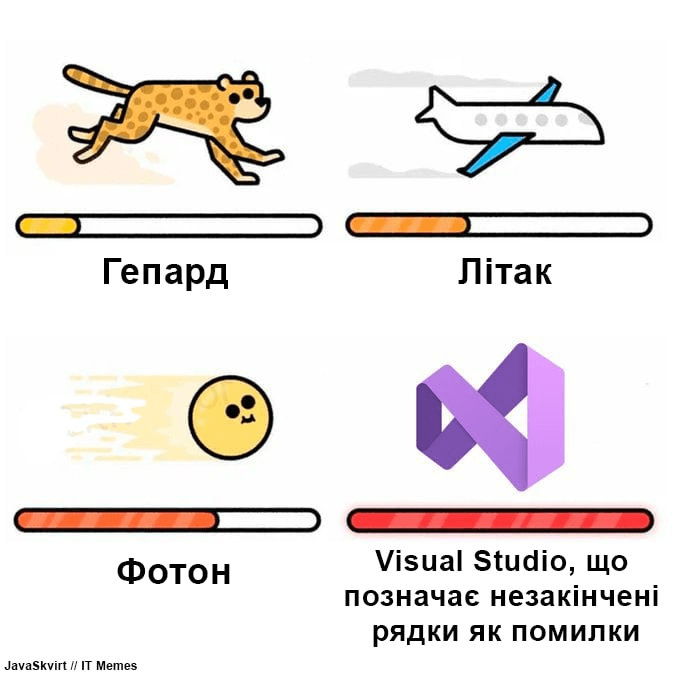 Гепард
Літак
Фотон
Visual Studio, що
позначає незакінчені
рядки як помилки
JavaSkvirt // IT Memes